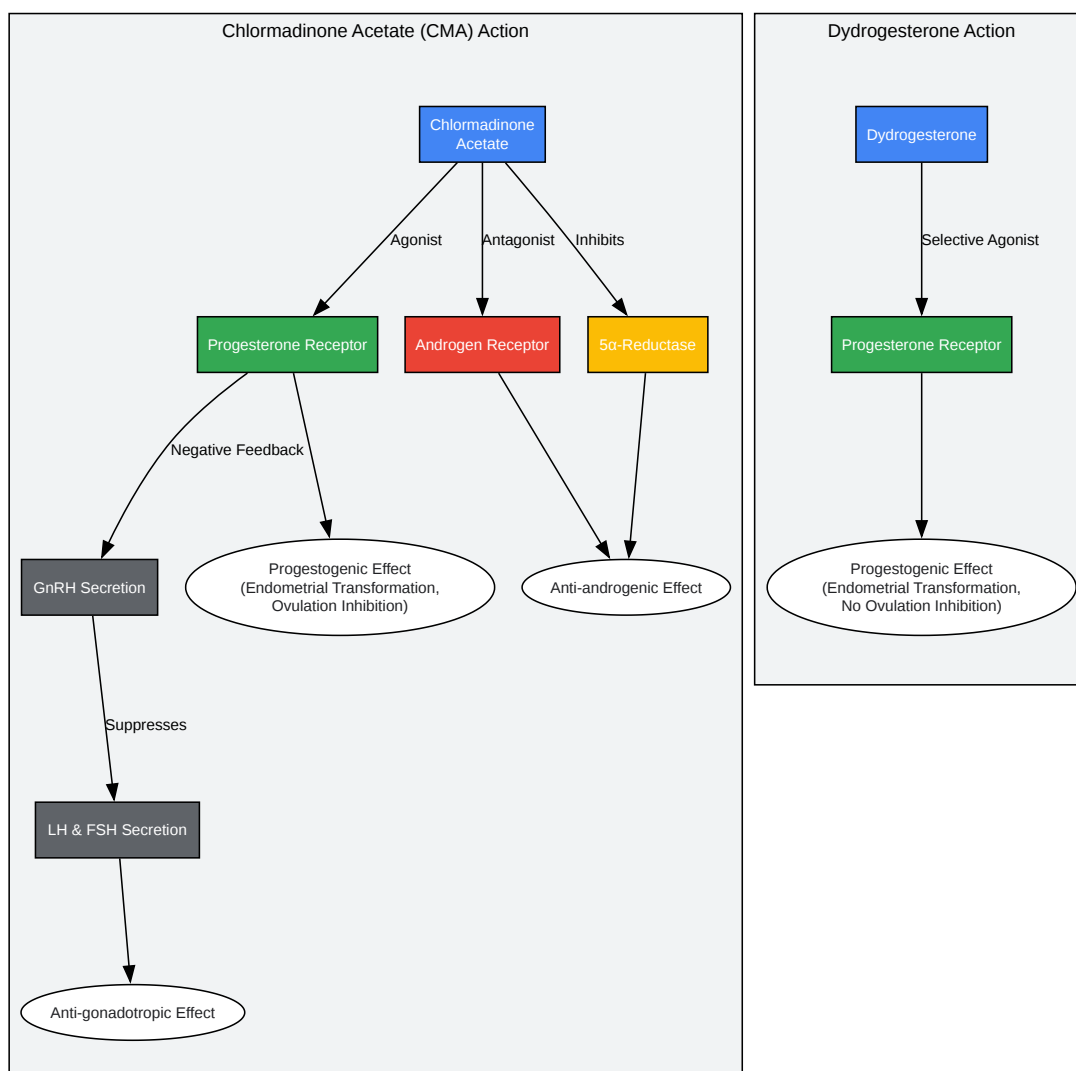 Chlormadinone Acetate (CMA) Action
Chlormadinone
Acetate
Agonist
Antagonist
Inhibits
Progesterone Receptor
Androgen Receptor
5α-Reductase
Negative Feedback
GnRH Secretion
Progestogenic Effect
(Endometrial Transformation,
Ovulation Inhibition)
Anti-androgenic Effect
Suppresses
LH & FSH Secretion
Anti-gonadotropic Effect
Dydrogesterone Action
Dydrogesterone
Selective Agonist
Progesterone Receptor
Progestogenic Effect
(Endometrial Transformation,
No Ovulation Inhibition)